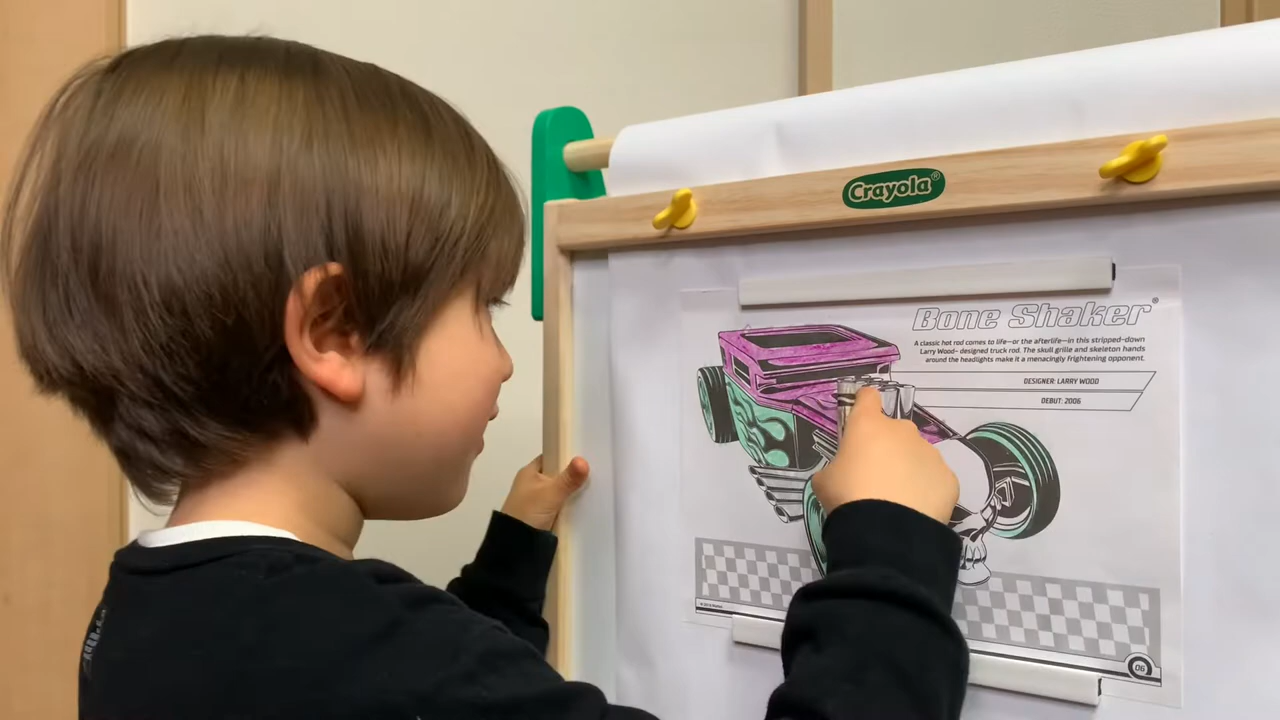 Crayola®
Bone Shaker®
A classic hot rod comes to life—or the afterlife—in this stripped-down
Larry Wood- designed truck rod. The skull grille and skeleton hands
around the headlights make it a menacingly frightening opponent.
DESIGNER: LARRY WOOD
DEBUT: 2006
06